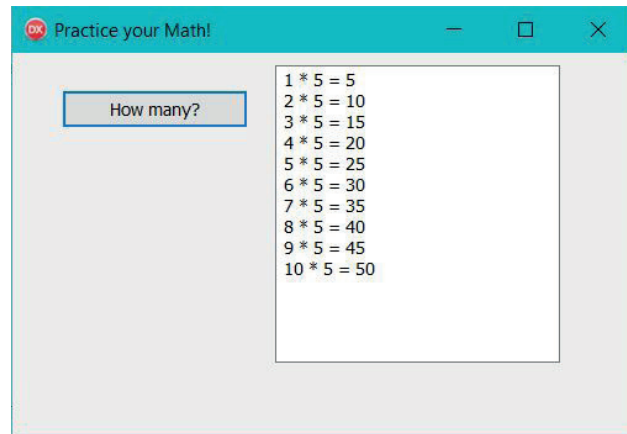 DX Practice your Math!
How many?
1 * 5 = 5
2 * 5 = 10
3 * 5 = 15
4 * 5 = 20
5 * 5 = 25
6 * 5 = 30
7 * 5 = 35
8 * 5 = 40
9 * 5 = 45
10 * 5 = 50